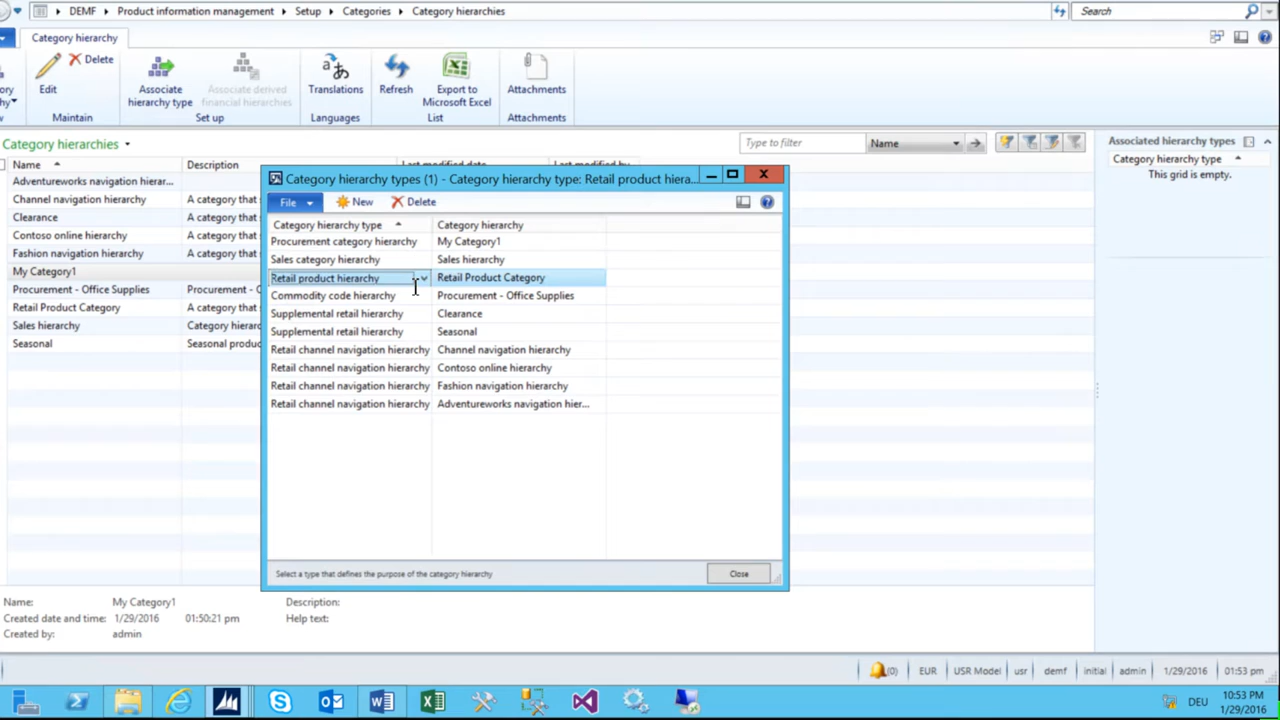 DEMF Product information management Setup Categories Category hierarchies
Search
Category hierarchy
Edit
Delete
Maintain
Associate
hierarchy type
Associate derived
financial hierarchies
Set up
Translations
Languages
Refresh
Export to
Microsoft Excel
List
Attachments
Attachments
Category hierarchies
Type to filter
Name
Name
Description
Adventureworks navigation hierar...
Channel navigation hierarchy A category that s
Clearance A category that s
Contoso online hierarchy A category that s
Fashion navigation hierarchy A category that s
My Category1
Procurement - Office Supplies Procurement - O
Retail Product Category A category that s
Sales hierarchy Category hierarc
Seasonal Seasonal produc
Associated hierarchy types
Category hierarchy type
This grid is empty.
Category hierarchy types (1) - Category hierarchy type: Retail product hiera...
File New Delete
Category hierarchy type Category hierarchy
Procurement category hierarchy My Category1
Sales category hierarchy Sales hierarchy
Retail product hierarchy Retail Product Category
Commodity code hierarchy Procurement - Office Supplies
Supplemental retail hierarchy Clearance
Supplemental retail hierarchy Seasonal
Retail channel navigation hierarchy Channel navigation hierarchy
Retail channel navigation hierarchy Contoso online hierarchy
Retail channel navigation hierarchy Fashion navigation hierarchy
Retail channel navigation hierarchy Adventureworks navigation hier...
Select a type that defines the purpose of the category hierarchy
Close
Name: My Category1 Description:
Created date and time: 1/29/2016 01:50:21 pm Help text:
Created by: admin
(0) EUR USR Model usr demf initial admin 1/29/2016 01:53 pm
DEU
10:53 PM
1/29/2016